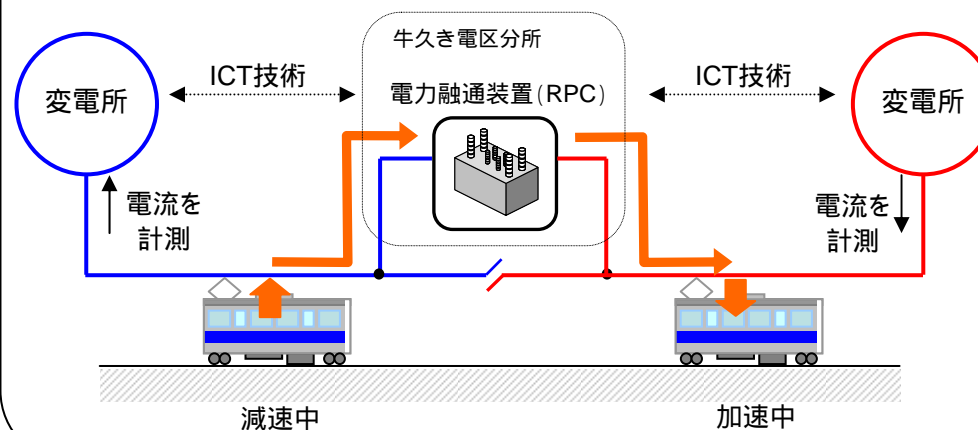 牛久き電区分所
ICT技術
ICT技術
電力融通装置(RPC)
変電所
変電所
電流を
計測
電流を
計測
減速中
加速中